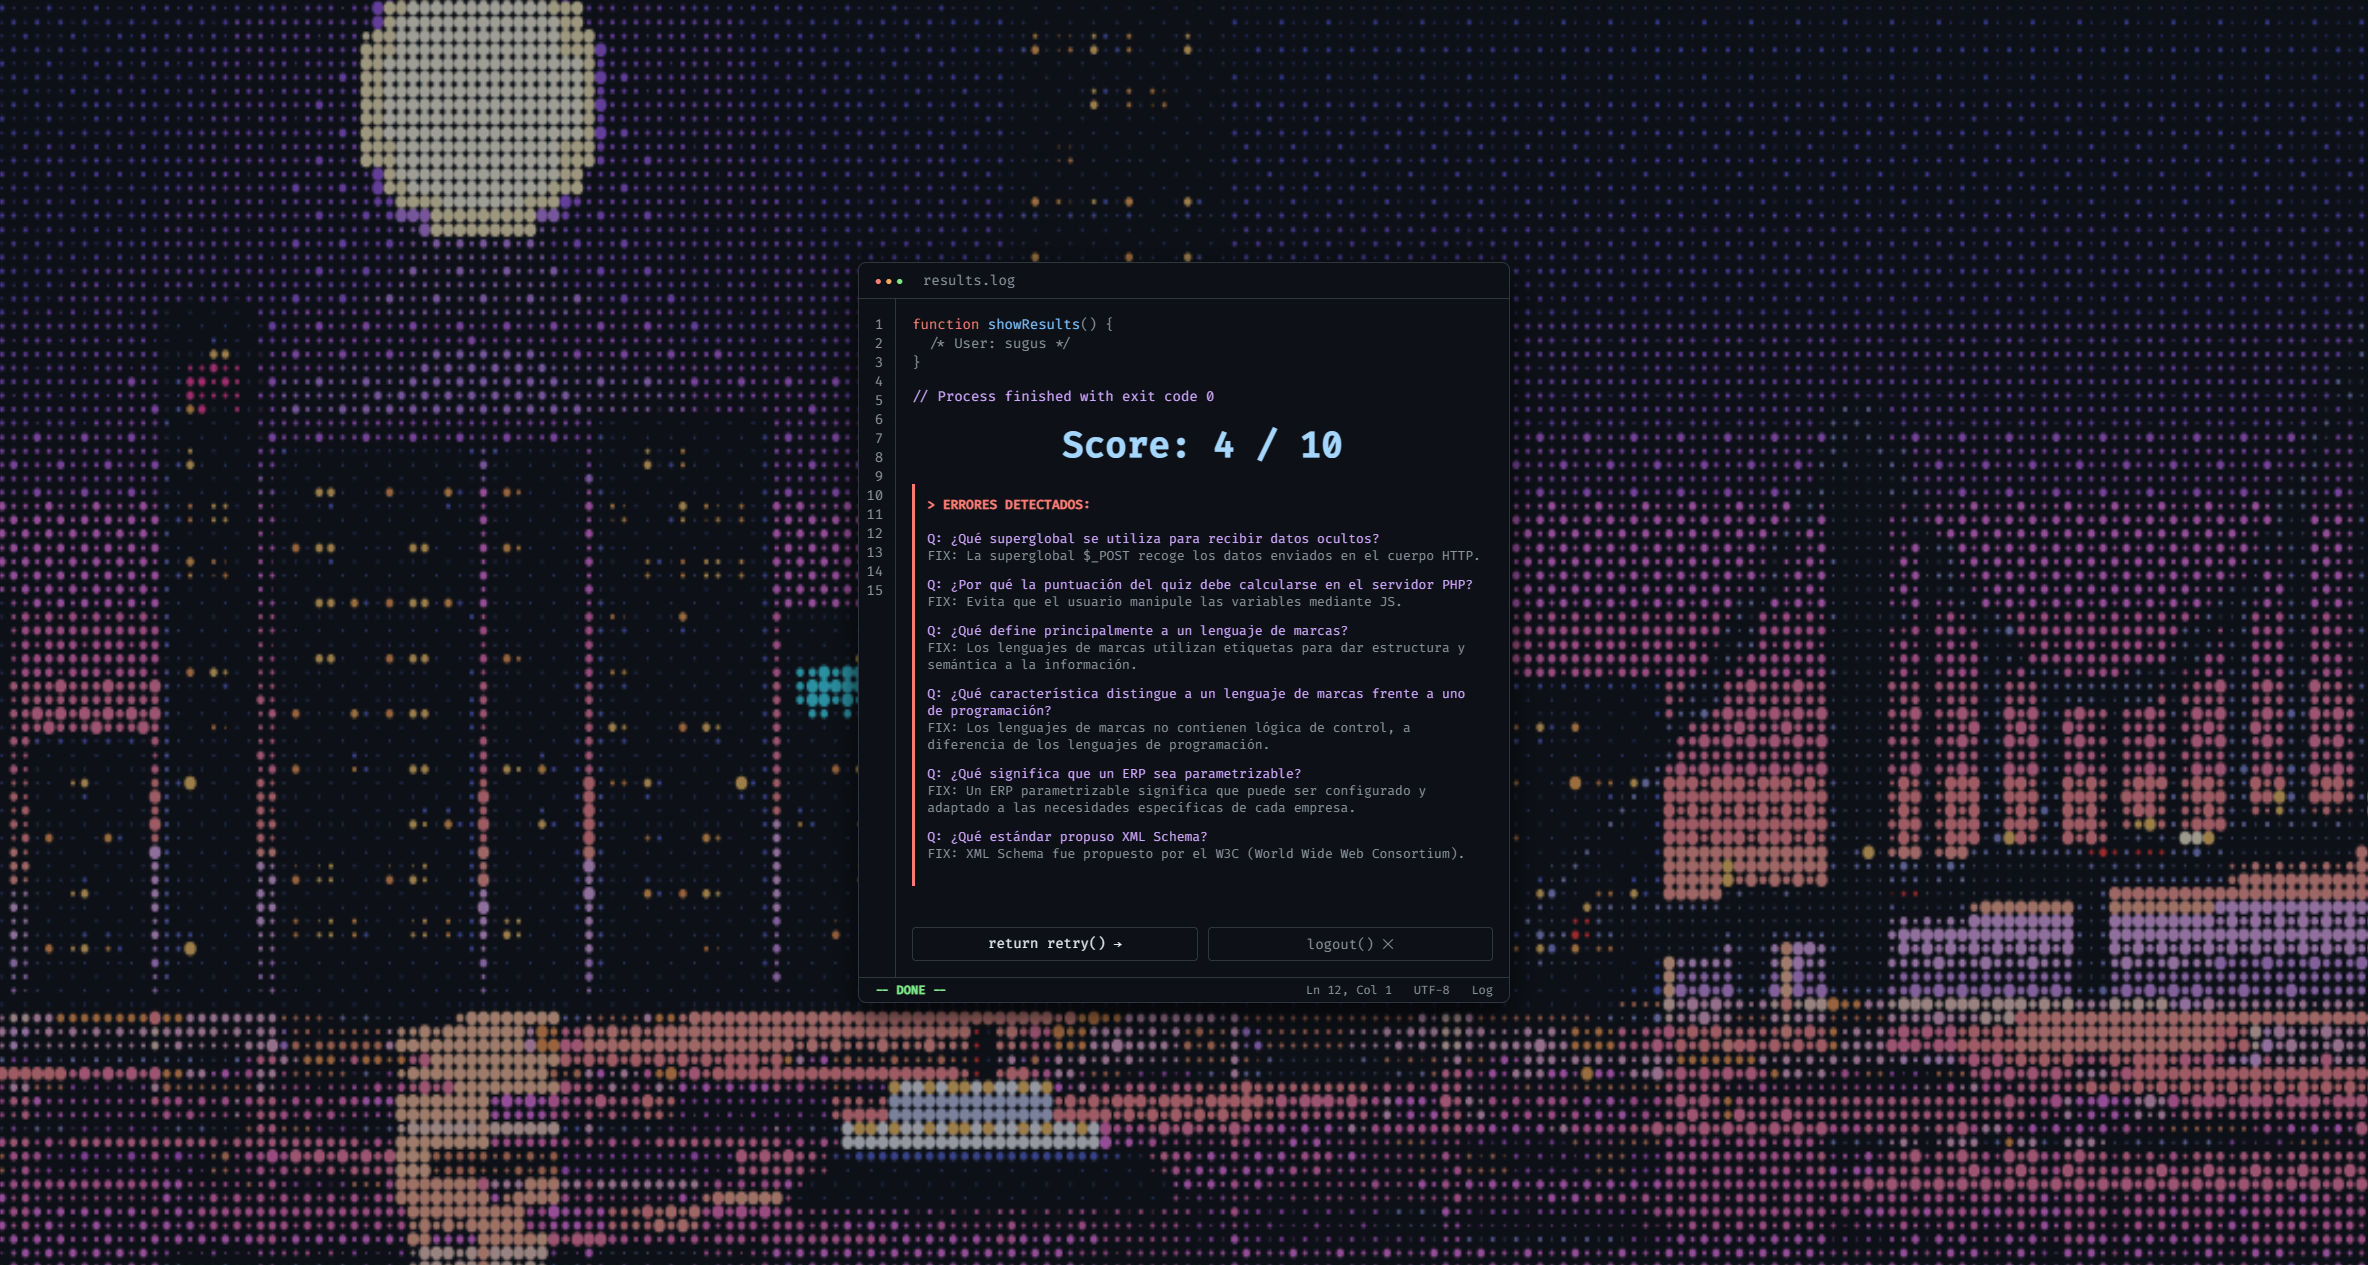 results.log
1
2
3
4
5
6
7
8
9
10
11
12
13
14
15
function showResults() {
/* User: sugus */
}
// Process finished with exit code 0
Score: 4 / 10
> ERRORES DETECTADOS:
Q: ¿Qué superglobal se utiliza para recibir datos ocultos?
FIX: La superglobal $_POST recoge los datos enviados en el cuerpo HTTP.
Q: ¿Por qué la puntuación del quiz debe calcularse en el servidor PHP?
FIX: Evita que el usuario manipule las variables mediante JS.
Q: ¿Qué define principalmente a un lenguaje de marcas?
FIX: Los lenguajes de marcas utilizan etiquetas para dar estructura y
semántica a la información.
Q: ¿Qué característica distingue a un lenguaje de marcas frente a uno
de programación?
FIX: Los lenguajes de marcas no contienen lógica de control, a
diferencia de los lenguajes de programación.
Q: ¿Qué significa que un ERP sea parametrizable?
FIX: Un ERP parametrizable significa que puede ser configurado y
adaptado a las necesidades específicas de cada empresa.
Q: ¿Qué estándar propuso XML Schema?
FIX: XML Schema fue propuesto por el W3C (World Wide Web Consortium).
return retry() →
logout() ✕
-- DONE --
Ln 12, Col 1 UTF-8 Log